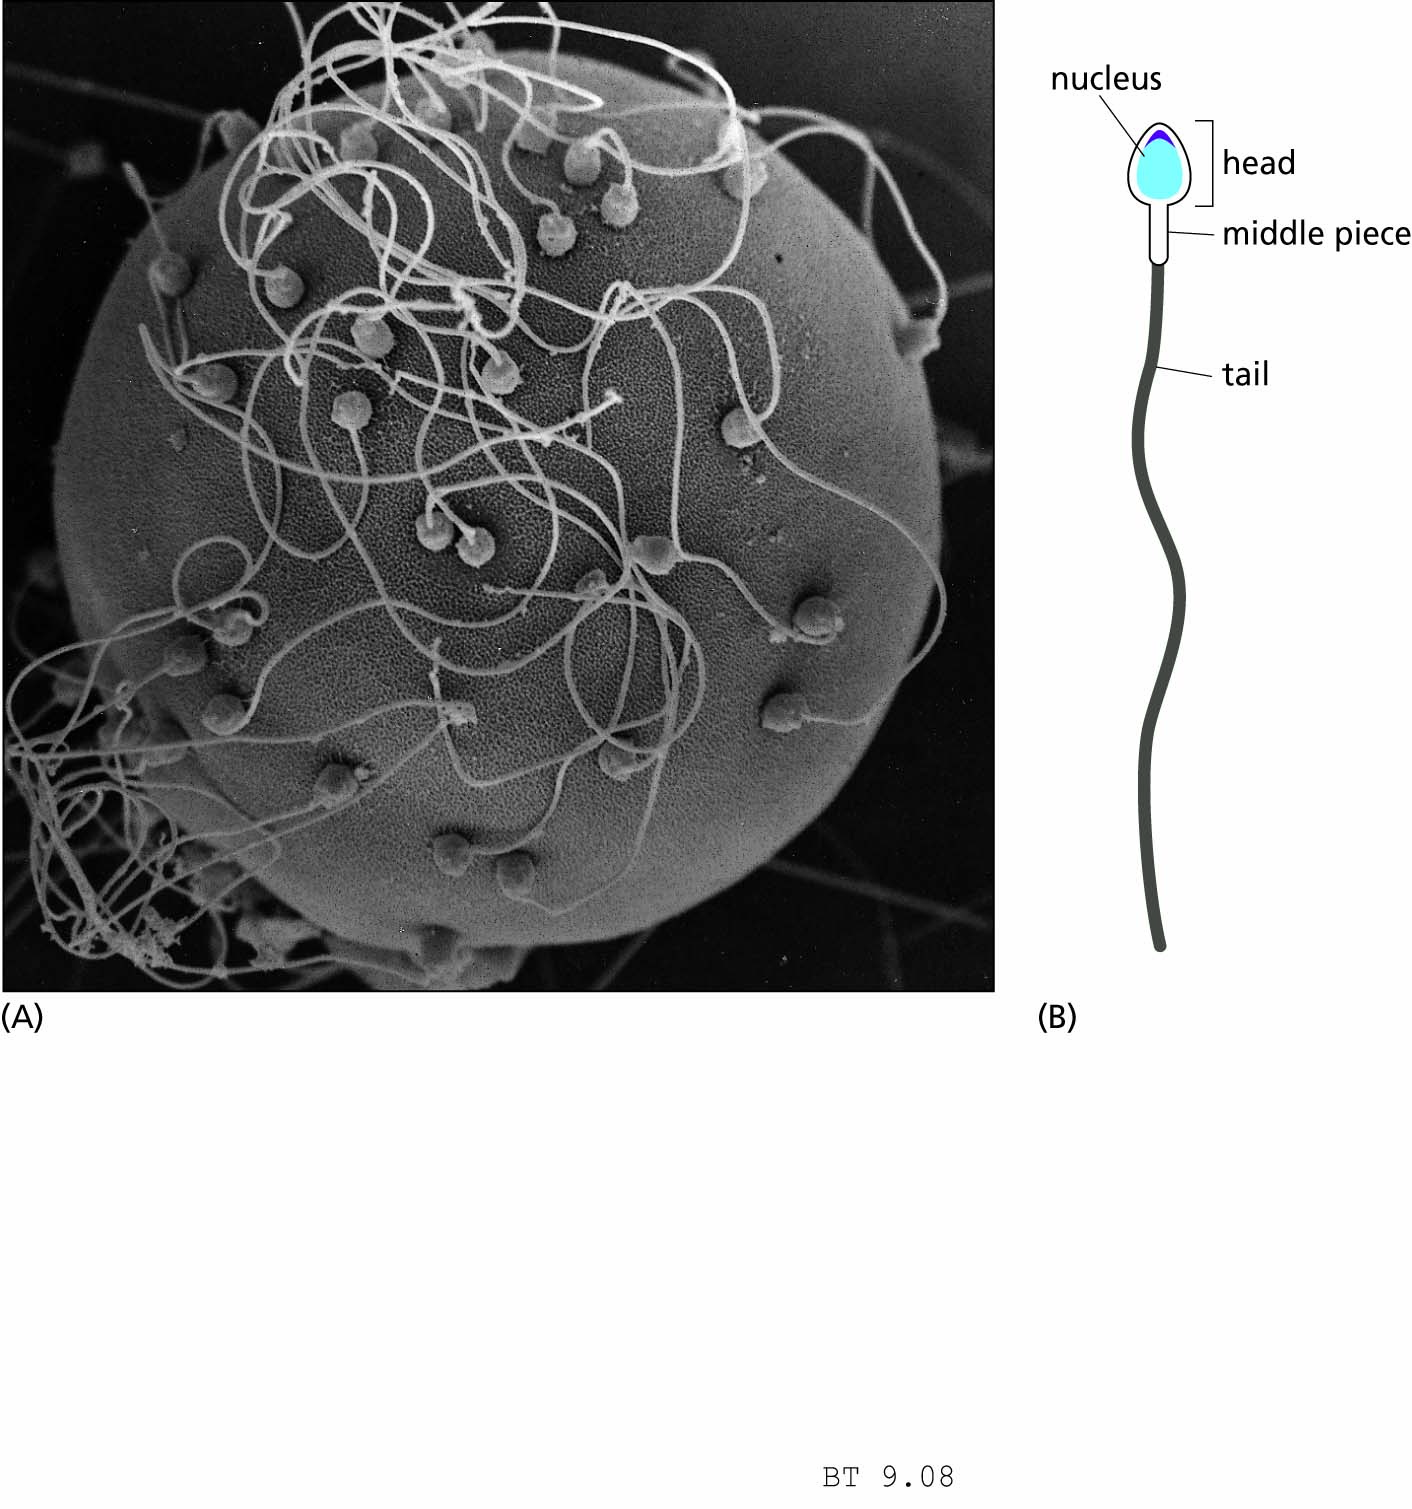 nucleus
head
middle piece
tail
(A)
(B)
BT 9.08